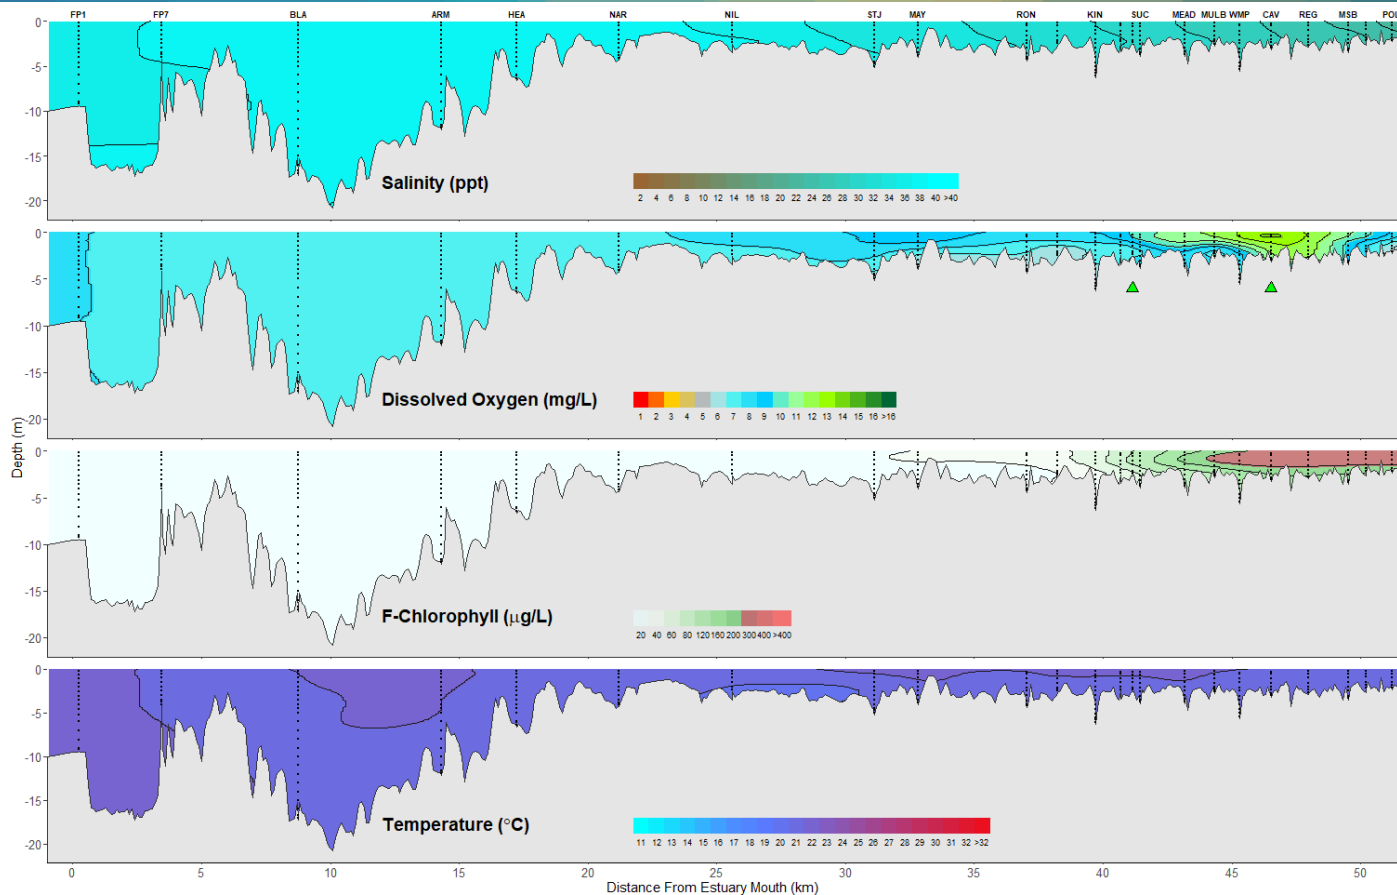 FP1 FP7 BLA ARM HEA NAR NIL STJ MAY RON KIN SUC MEAD MULB WMP CAV REG MSB POL
0
-5
-10
-15
-20
Salinity (ppt)
2 4 6 8 10 12 14 16 18 20 22 24 26 28 30 32 34 36 38 40 >40
0
-5
-10
-15
-20
Dissolved Oxygen (mg/L)
1 2 3 4 5 6 7 8 9 10 11 12 13 14 15 16 >16
Depth (m)
0
-5
-10
-15
-20
F-Chlorophyll (μg/L)
20 40 60 80 120 160 200 300 400 >400
0
-5
-10
-15
-20
Temperature (°C)
11 12 13 14 15 16 17 18 19 20 21 22 23 24 25 26 27 28 29 30 31 32 >32
0 5 10 15 20 25 30 35 40 45 50
Distance From Estuary Mouth (km)